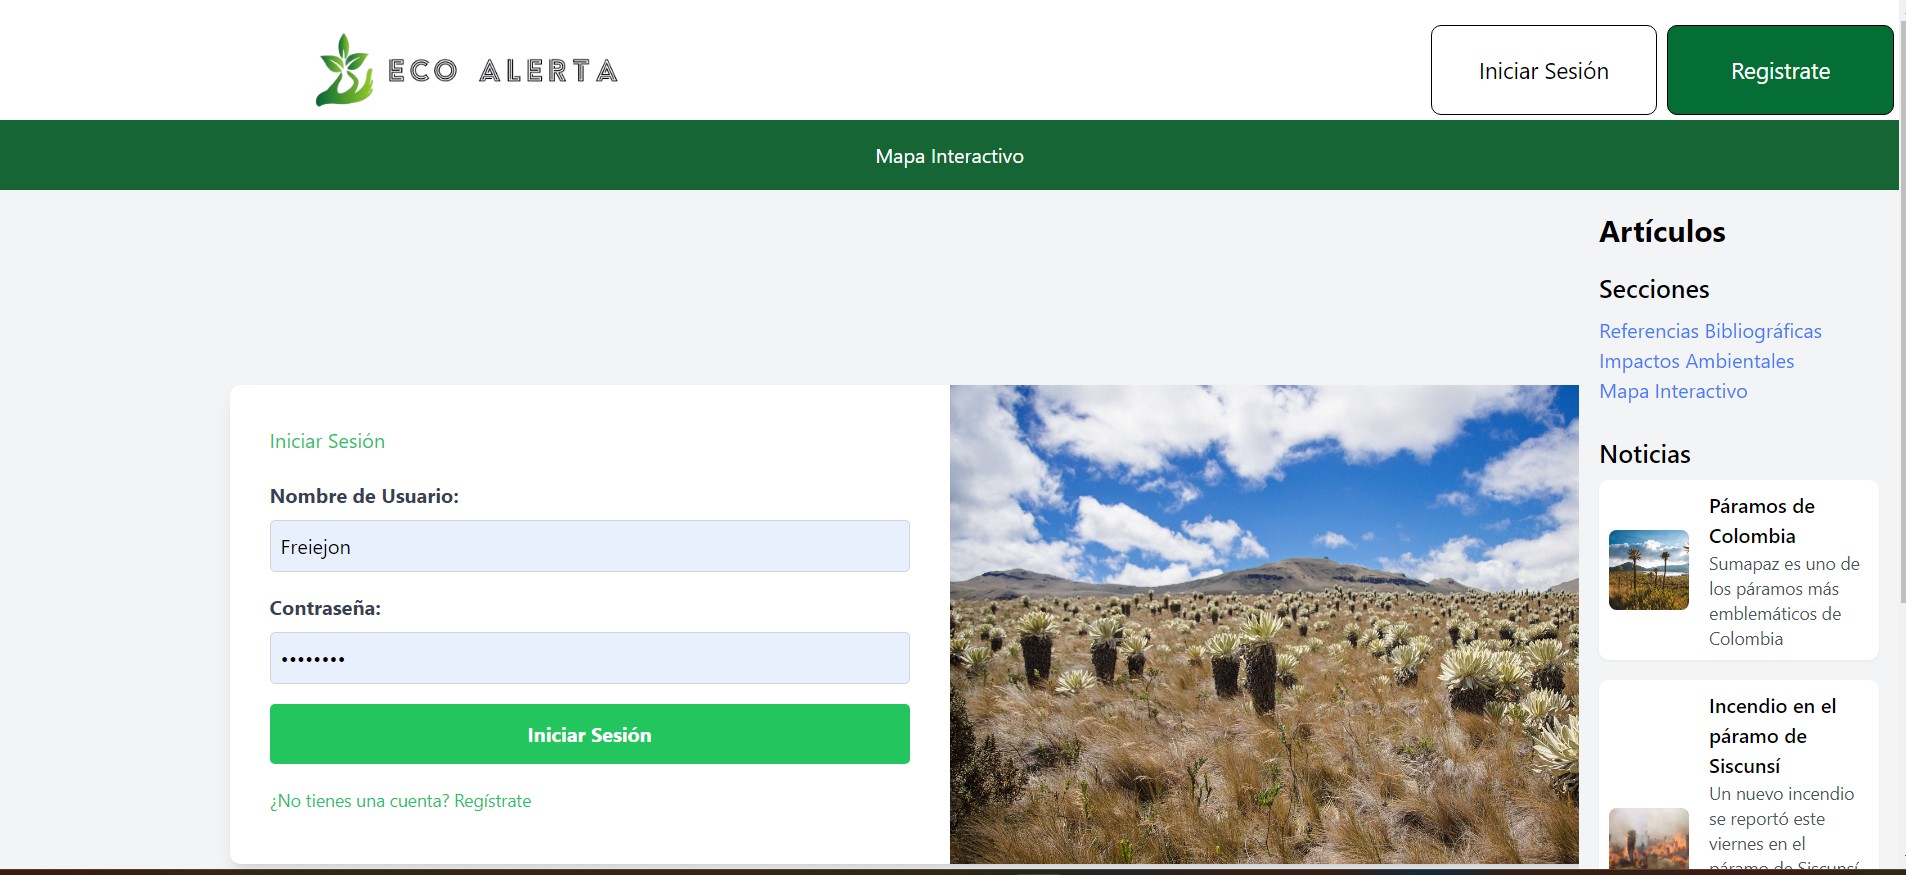 ECO ALERTA
Iniciar Sesión
Registrate
Mapa Interactivo
Iniciar Sesión
Nombre de Usuario:
Freiejon
Contraseña:
••••••••
Iniciar Sesión
¿No tienes una cuenta? Regístrate
Artículos
Secciones
Referencias Bibliográficas
Impactos Ambientales
Mapa Interactivo
Noticias
Páramos de
Colombia
Sumapaz es uno de
los páramos más
emblemáticos de
Colombia
Incendio en el
páramo de
Siscunsí
Un nuevo incendio
se reportó este
viernes en el
páramo de Siscunsí